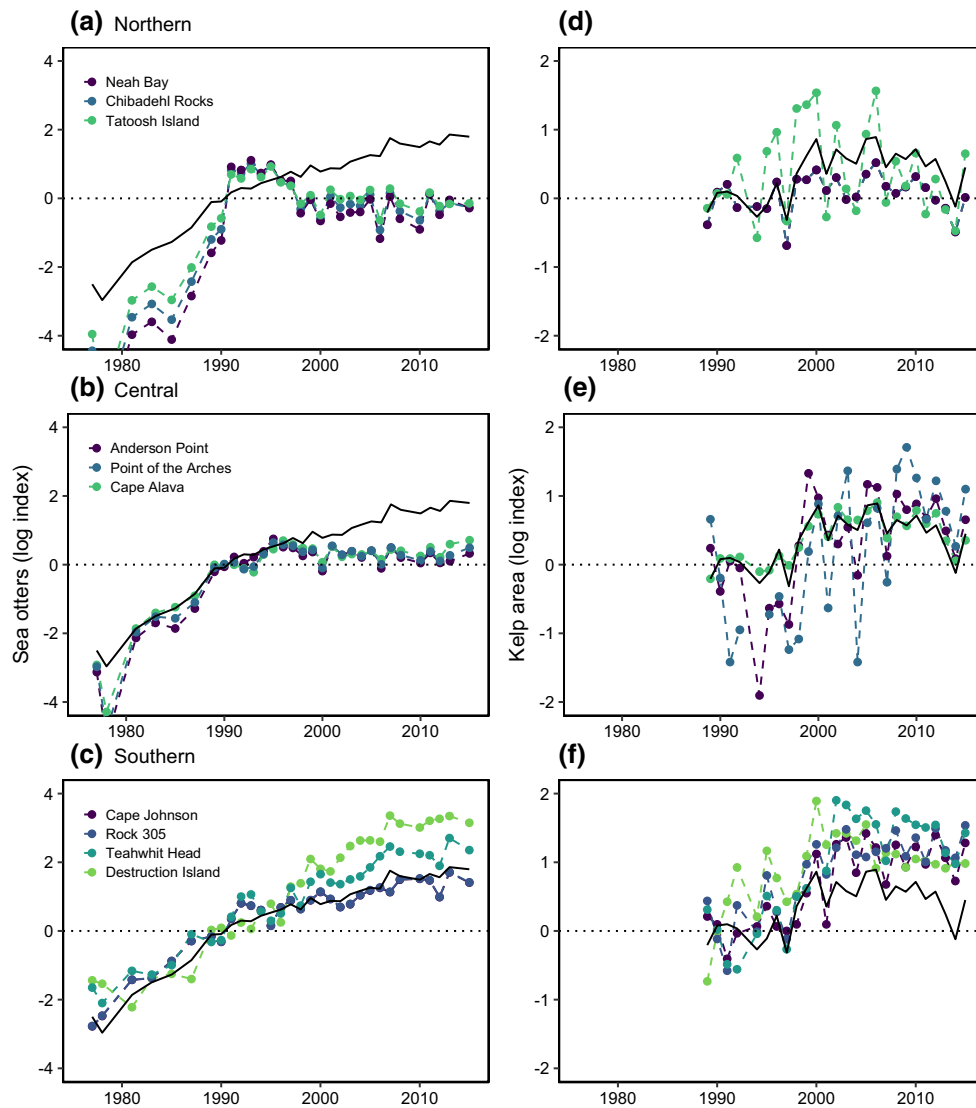 (a) Northern
(d)
4
2
0
-2
-4
Neah Bay
Chibadehl Rocks
Tatoosh Island
1980 1990 2000 2010
2
1
0
-1
-2
1980 1990 2000 2010
(b) Central
(e)
Sea otters (log index)
4
2
0
-2
-4
Anderson Point
Point of the Arches
Cape Alava
1980 1990 2000 2010
Kelp area (log index)
2
1
0
-1
-2
1980 1990 2000 2010
(c) Southern
(f)
4
2
0
-2
-4
Cape Johnson
Rock 305
Teahwhit Head
Destruction Island
1980 1990 2000 2010
2
1
0
-1
-2
1980 1990 2000 2010